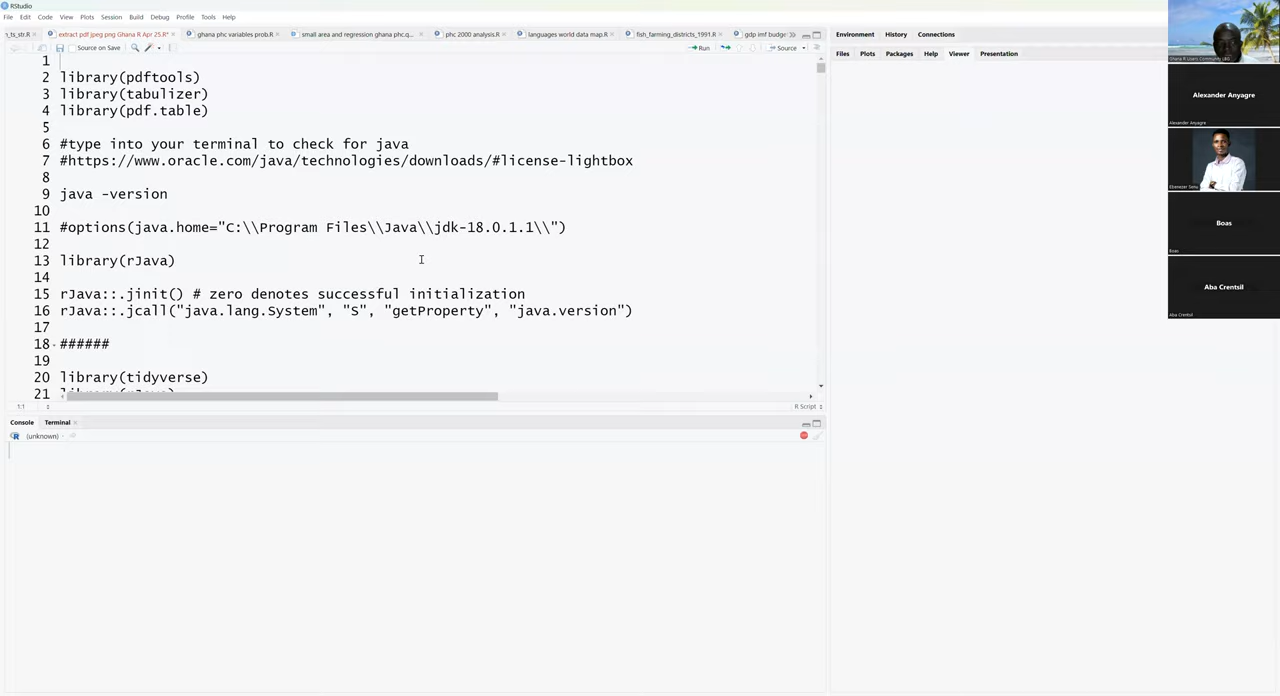 RStudio
File Edit Code View Plots Session Build Debug Profile Tools Help
n_ts_str.R extract pdf jpeg png Ghana R Apr 25.R* ghana phc variables prob.R small area and regression ghana phc.q... phc 2000 analysis.R languages world data map.R fish_farming_districts_1991.R gdp imf budge
Source on Save Run Source
1
2 library(pdftools)
3 library(tabulizer)
4 library(pdf.table)
5
6 #type into your terminal to check for java
7 #https://www.oracle.com/java/technologies/downloads/#license-lightbox
8
9 java -version
10
11 #options(java.home="C:\\Program Files\\Java\\jdk-18.0.1.1\\")
12
13 library(rJava)
14
15 rJava::.jinit() # zero denotes successful initialization
16 rJava::.jcall("java.lang.System", "S", "getProperty", "java.version")
17
18 ######
19
20 library(tidyverse)
21
1:1 R Script
Console Terminal
(unknown)
Environment History Connections
Files Plots Packages Help Viewer Presentation
Ghana R Users Community
Alexander Anyagre
Alexander Anyagre
Ebenezer
Boas
Boas
Aba Crentsil
Aba Crentsil